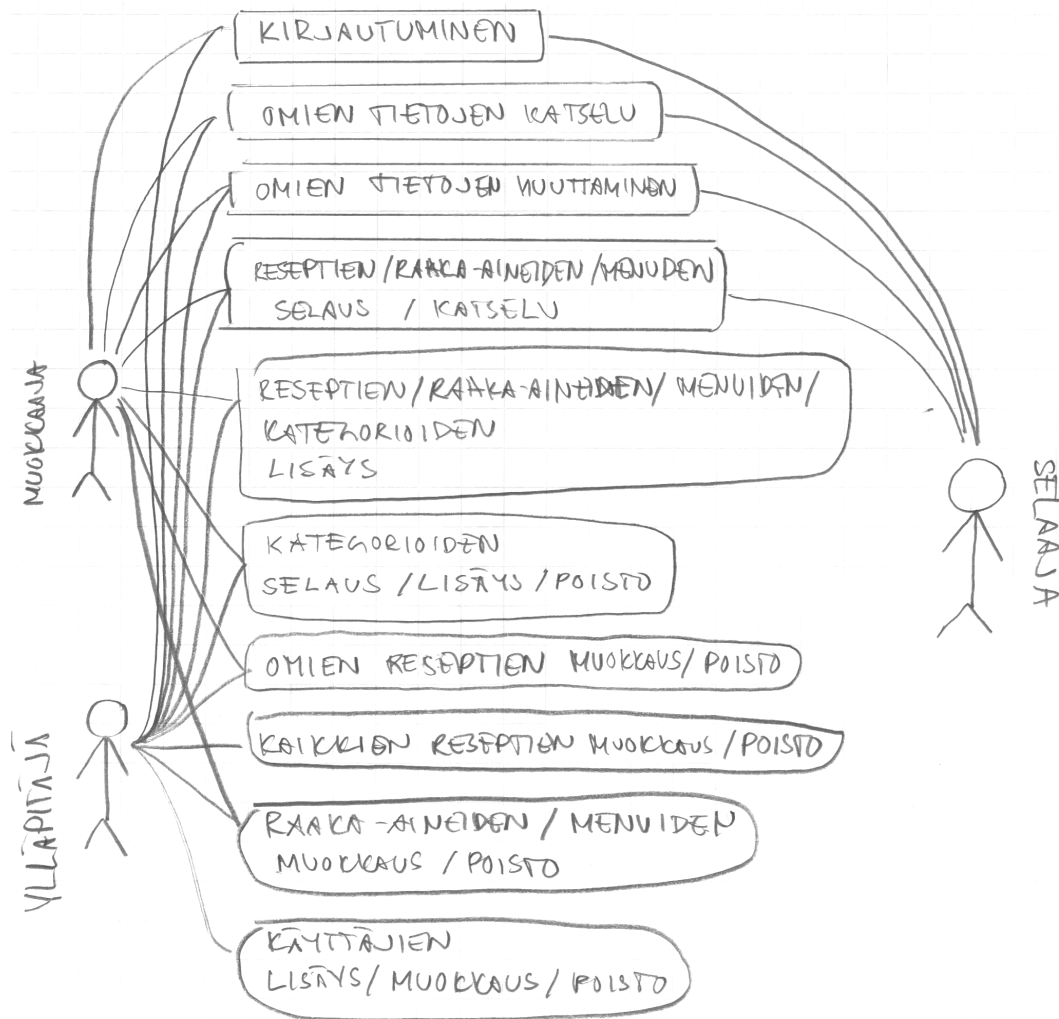 KIRJAUTUMINEN
OMIEN TIETOJEN KATSELU
OMIEN TIETOJEN MUUTTAMINEN
RESEPTIEN/RAAKA-AINEIDEN/MENUDEN
SELAUS / KATSELU
RESEPTIEN/RAAKA-AINEIDEN/MENUIDEN/
KATEGORIOIDEN
LISÄYS
KATEGORIOIDEN
SELAUS/LISÄYS/POISTO
OMIEN RESEPTIEN MUOKKAUS/POISTO
KAIKKIEN RESEPTIEN MUOKKAUS/POISTO
RAAKA-AINEIDEN/MENUIDEN
MUOKKAUS/POISTO
KÄYTTÄJIEN
LISÄYS/MUOKKAUS/POISTO
MUOKKAAJA
YLLÄPITÄJÄ
SELAAJA